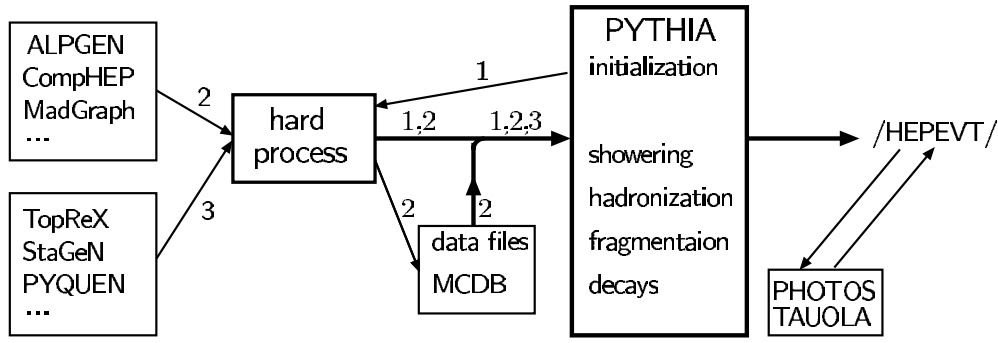 ALPGEN
CompHEP
MadGraph
...
2
TopReX
StaGeN
PYQUEN
...
3
hard
process
1
1;2
1,2,3
2
2
data files
MCDB
PYTHIA
initialization
showering
hadronization
fragmentaion
decays
/HEPEVT/
PHOTOS
TAUOLA